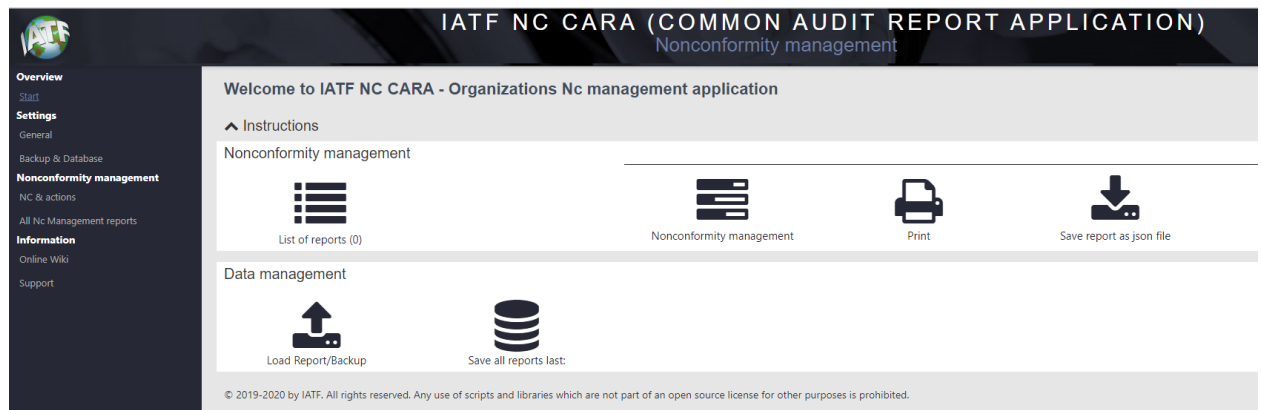 IATF
IATF NC CARA (COMMON AUDIT REPORT APPLICATION)
Nonconformity management
Overview
Start
Settings
General
Backup & Database
Nonconformity management
NC & actions
All Nc Management reports
Information
Online Wiki
Support
Welcome to IATF NC CARA - Organizations Nc management application
Instructions
Nonconformity management
List of reports (0)
Nonconformity management
Print
Save report as json file
Data management
Load Report/Backup
Save all reports last:
© 2019-2020 by IATF. All rights reserved. Any use of scripts and libraries which are not part of an open source license for other purposes is prohibited.